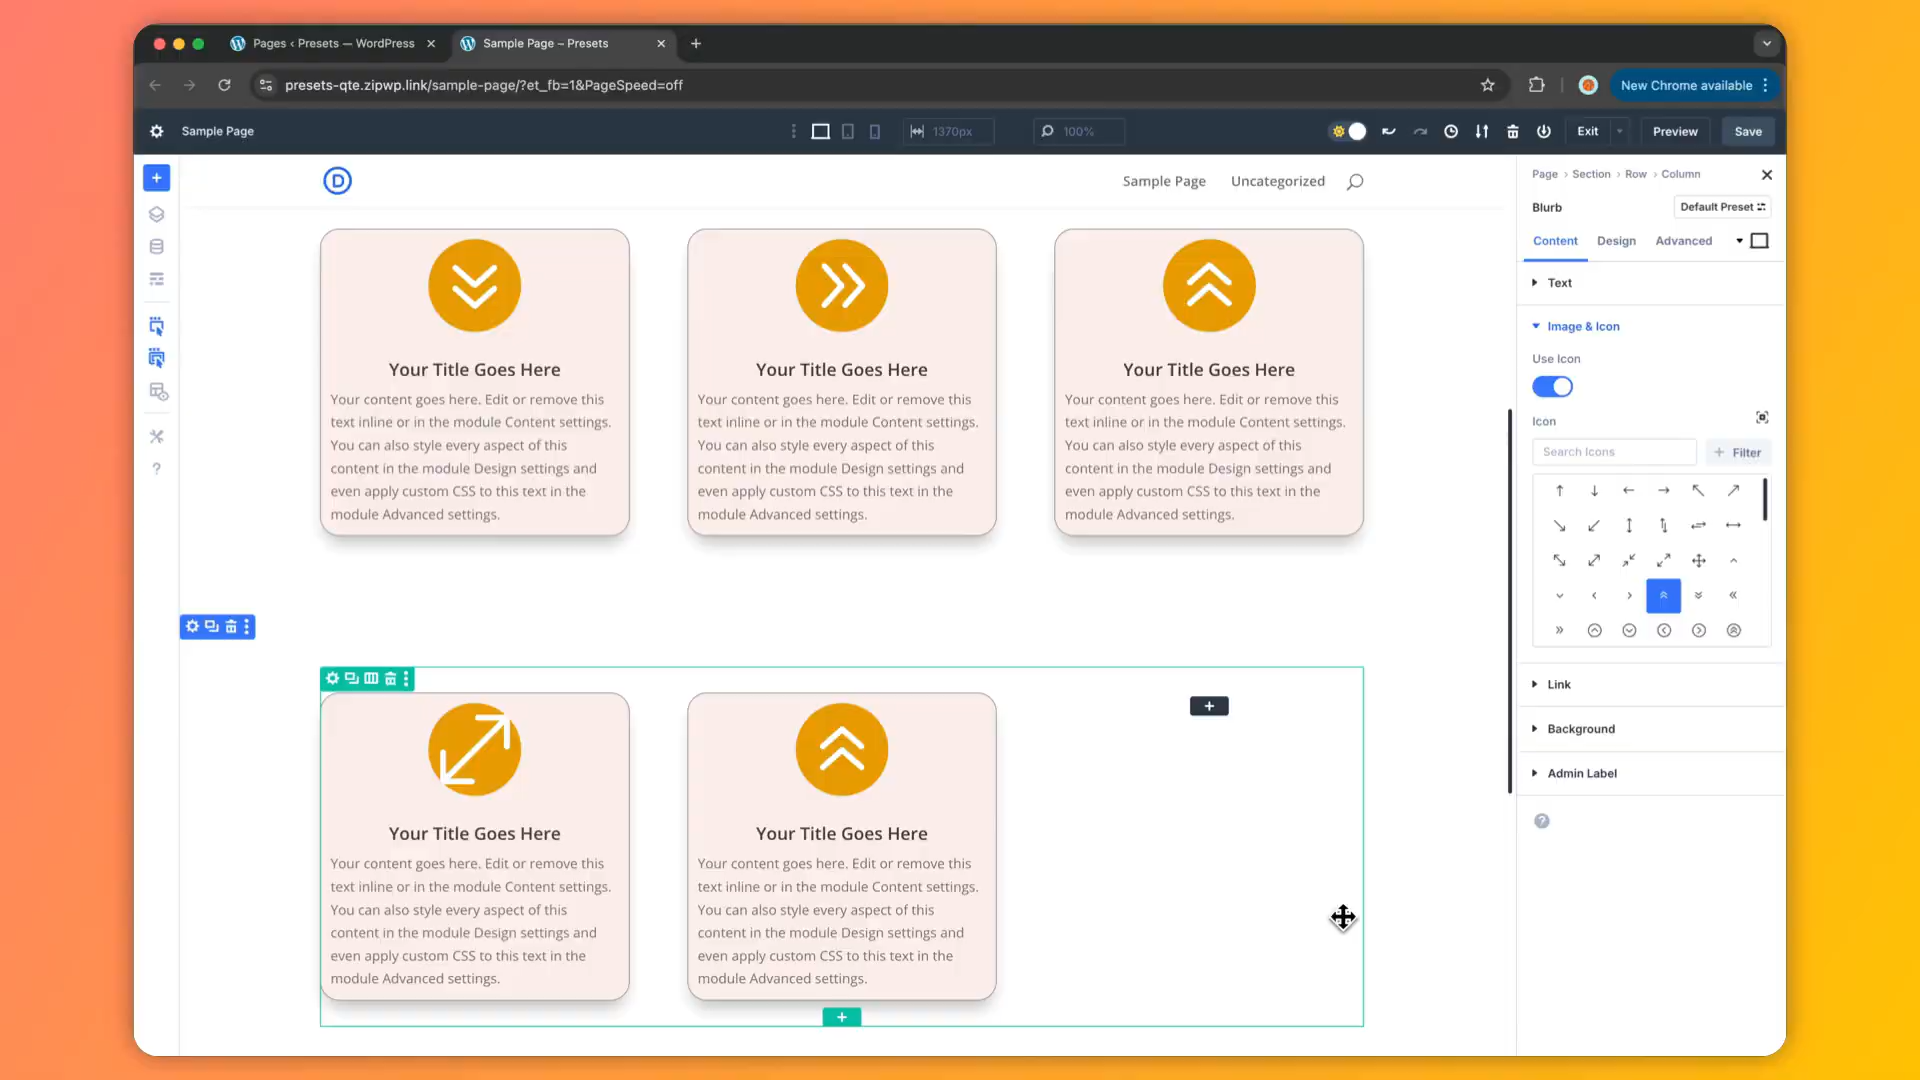 Pages ‹ Presets — WordPress
Sample Page – Presets
presets-qte.zipwp.link/sample-page/?et_fb=1&PageSpeed=off
New Chrome available
Sample Page
1370px
100%
Exit
Preview
Save
D
Sample Page
Uncategorized
Your Title Goes Here
Your content goes here. Edit or remove this
text inline or in the module Content settings.
You can also style every aspect of this
content in the module Design settings and
even apply custom CSS to this text in the
module Advanced settings.
Your Title Goes Here
Your content goes here. Edit or remove this
text inline or in the module Content settings.
You can also style every aspect of this
content in the module Design settings and
even apply custom CSS to this text in the
module Advanced settings.
Your Title Goes Here
Your content goes here. Edit or remove this
text inline or in the module Content settings.
You can also style every aspect of this
content in the module Design settings and
even apply custom CSS to this text in the
module Advanced settings.
Your Title Goes Here
Your content goes here. Edit or remove this
text inline or in the module Content settings.
You can also style every aspect of this
content in the module Design settings and
even apply custom CSS to this text in the
module Advanced settings.
Your Title Goes Here
Your content goes here. Edit or remove this
text inline or in the module Content settings.
You can also style every aspect of this
content in the module Design settings and
even apply custom CSS to this text in the
module Advanced settings.
Page › Section › Row › Column
Blurb
Default Preset
Content
Design
Advanced
Text
Image & Icon
Use Icon
Icon
Search Icons
+ Filter
Link
Background
Admin Label